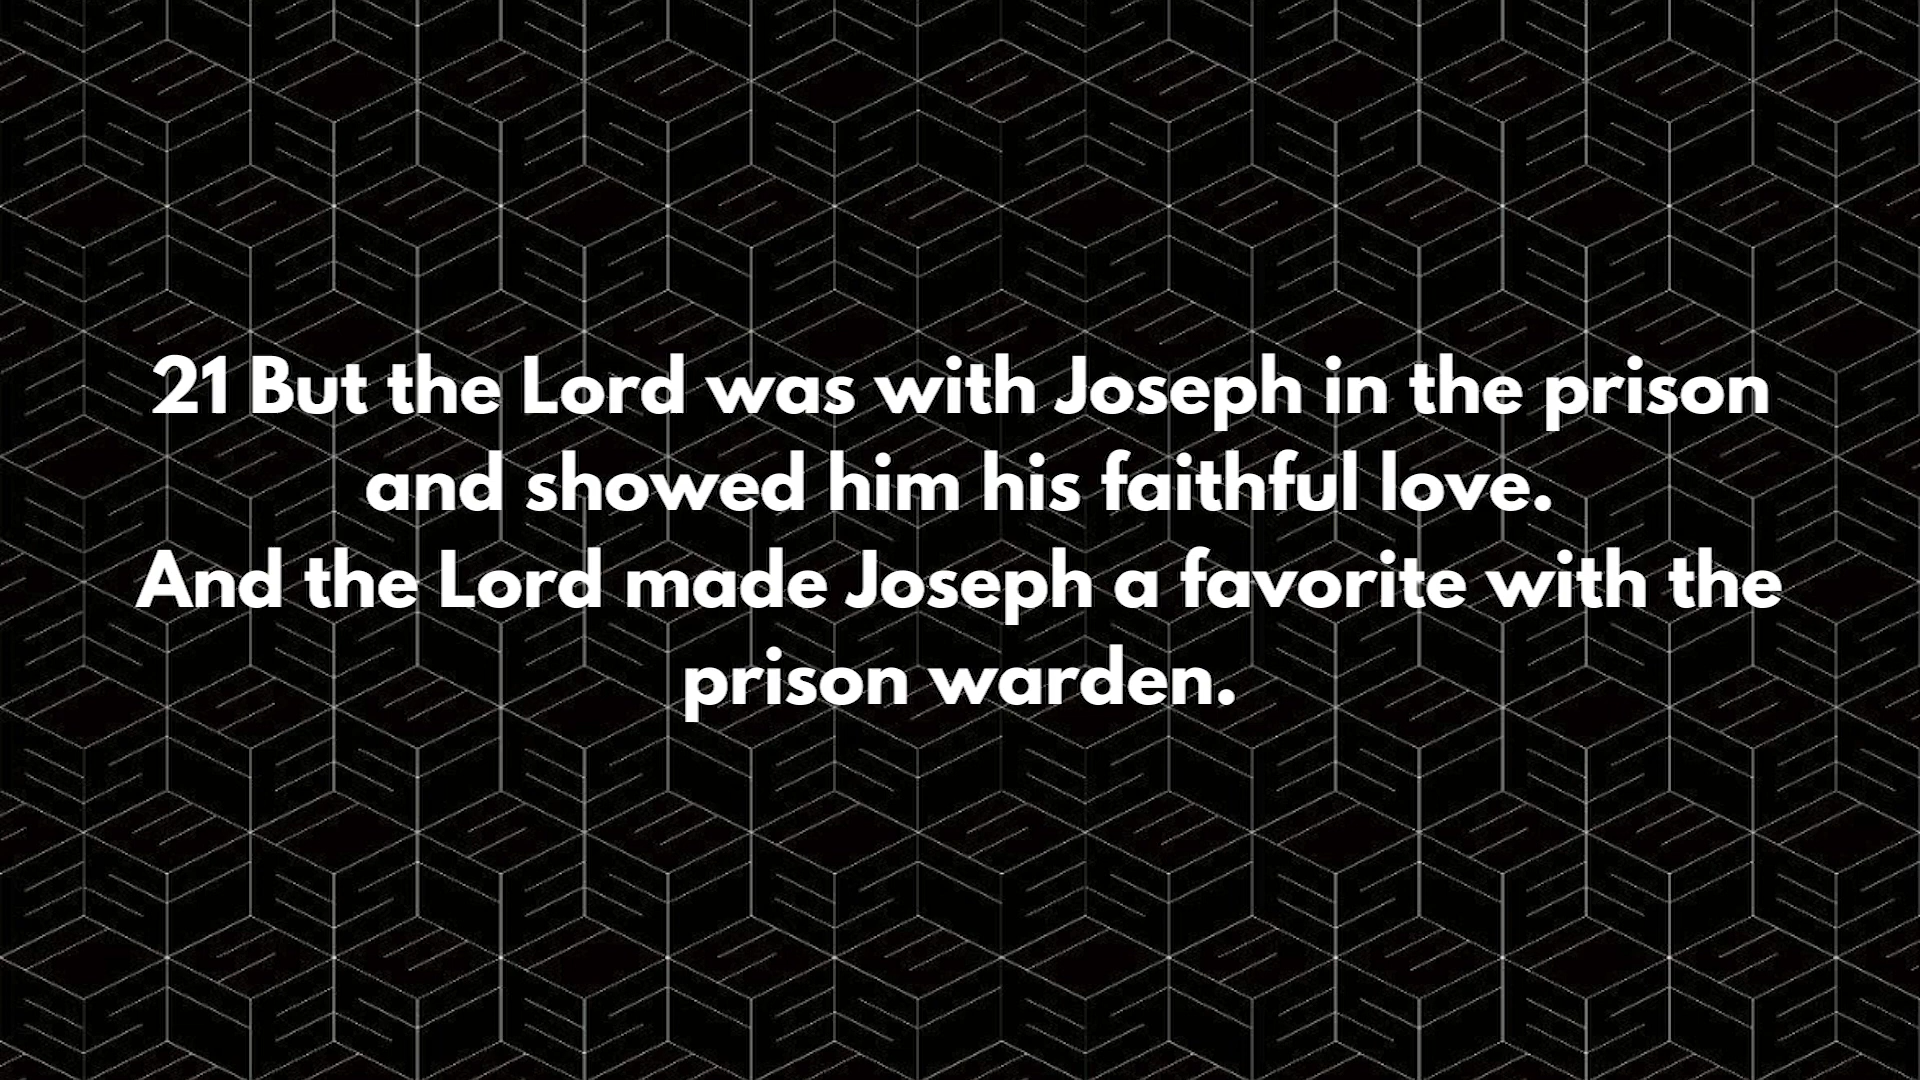 21 But the Lord was with Joseph in the prison
and showed him his faithful love.
And the Lord made Joseph a favorite with the
prison warden.